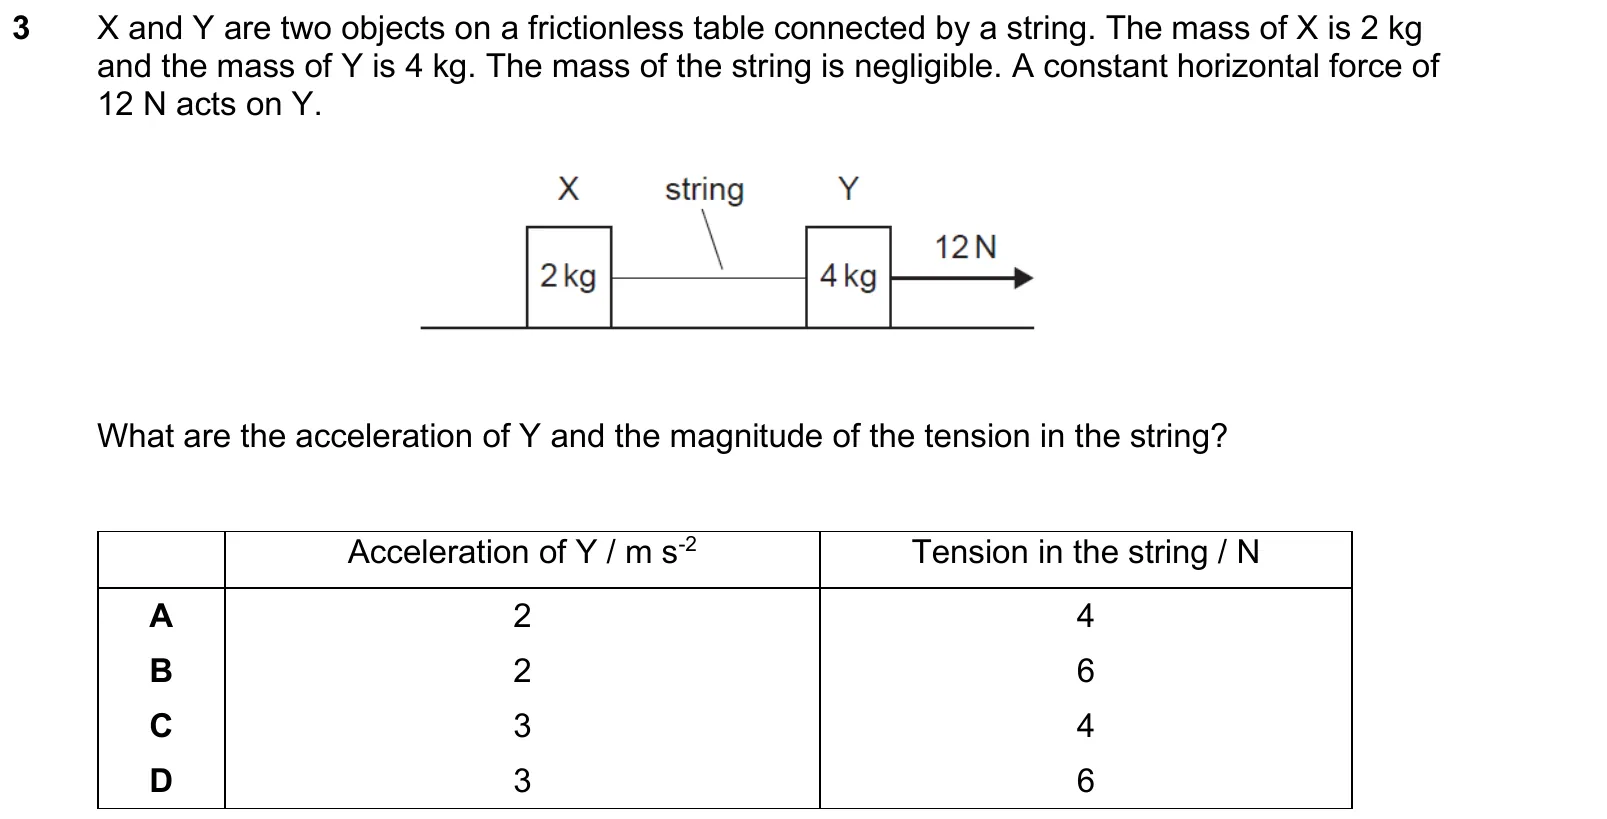 3 X and Y are two objects on a frictionless table connected by a string. The mass of X is 2 kg
and the mass of Y is 4 kg. The mass of the string is negligible. A constant horizontal force of
12 N acts on Y.
X string Y
12 N
2 kg 4 kg
What are the acceleration of Y and the magnitude of the tension in the string?
Acceleration of Y / m s⁻² Tension in the string / N
A 2 4
B 2 6
C 3 4
D 3 6